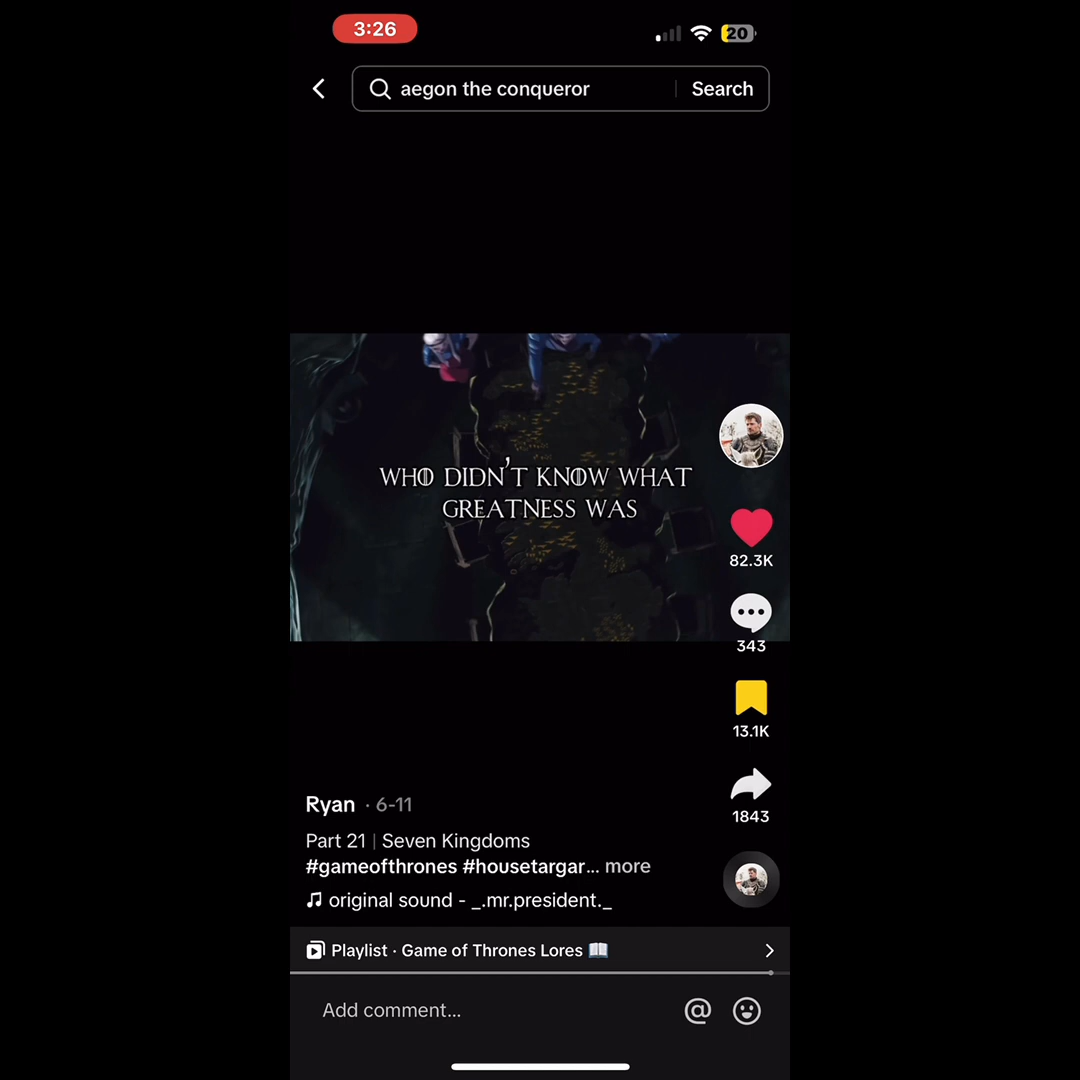 3:26
20
aegon the conqueror
Search
WHO DIDN'T KNOW WHAT
GREATNESS WAS
82.3K
343
13.1K
1843
Ryan · 6-11
Part 21 | Seven Kingdoms
#gameofthrones #housetargar... more
original sound - _.mr.president._
Playlist · Game of Thrones Lores
Add comment...
@